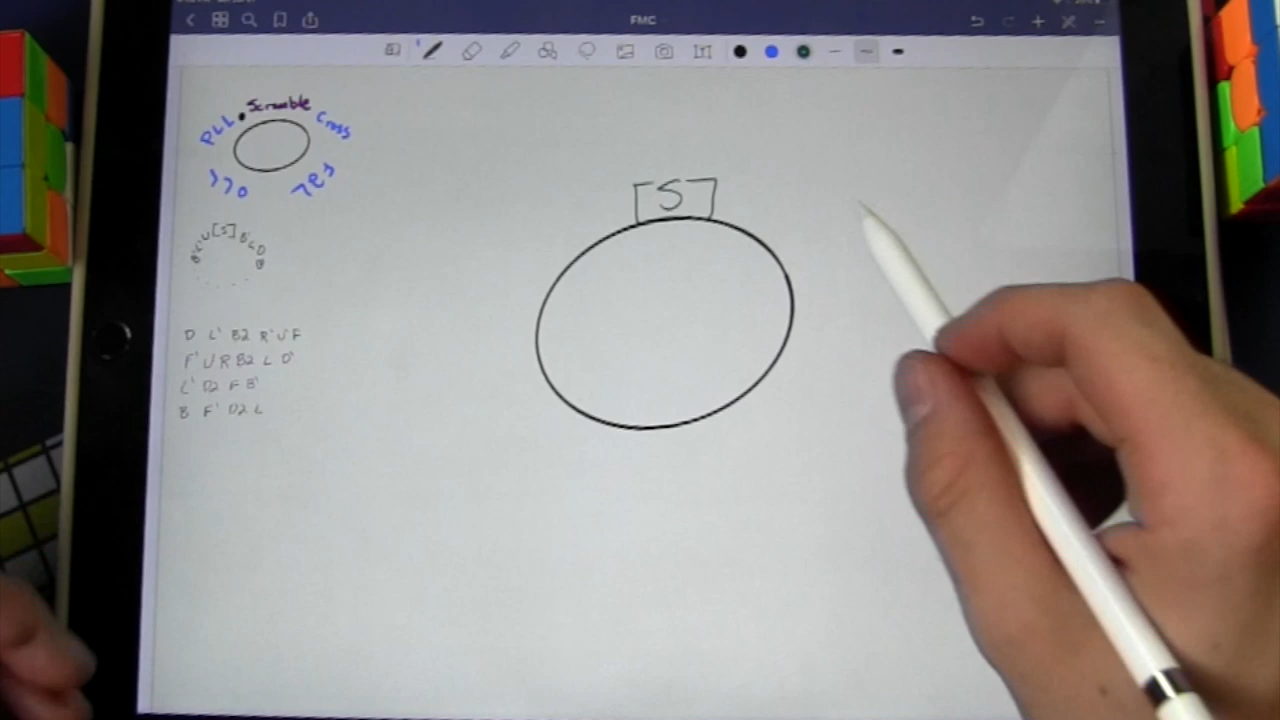 FMC
Scramble
PLL Cross
OLL F2L
[S]
D L' B2 R' U' F
F' U R B2 L D'
L' D2 F B'
B F' D2 L
S